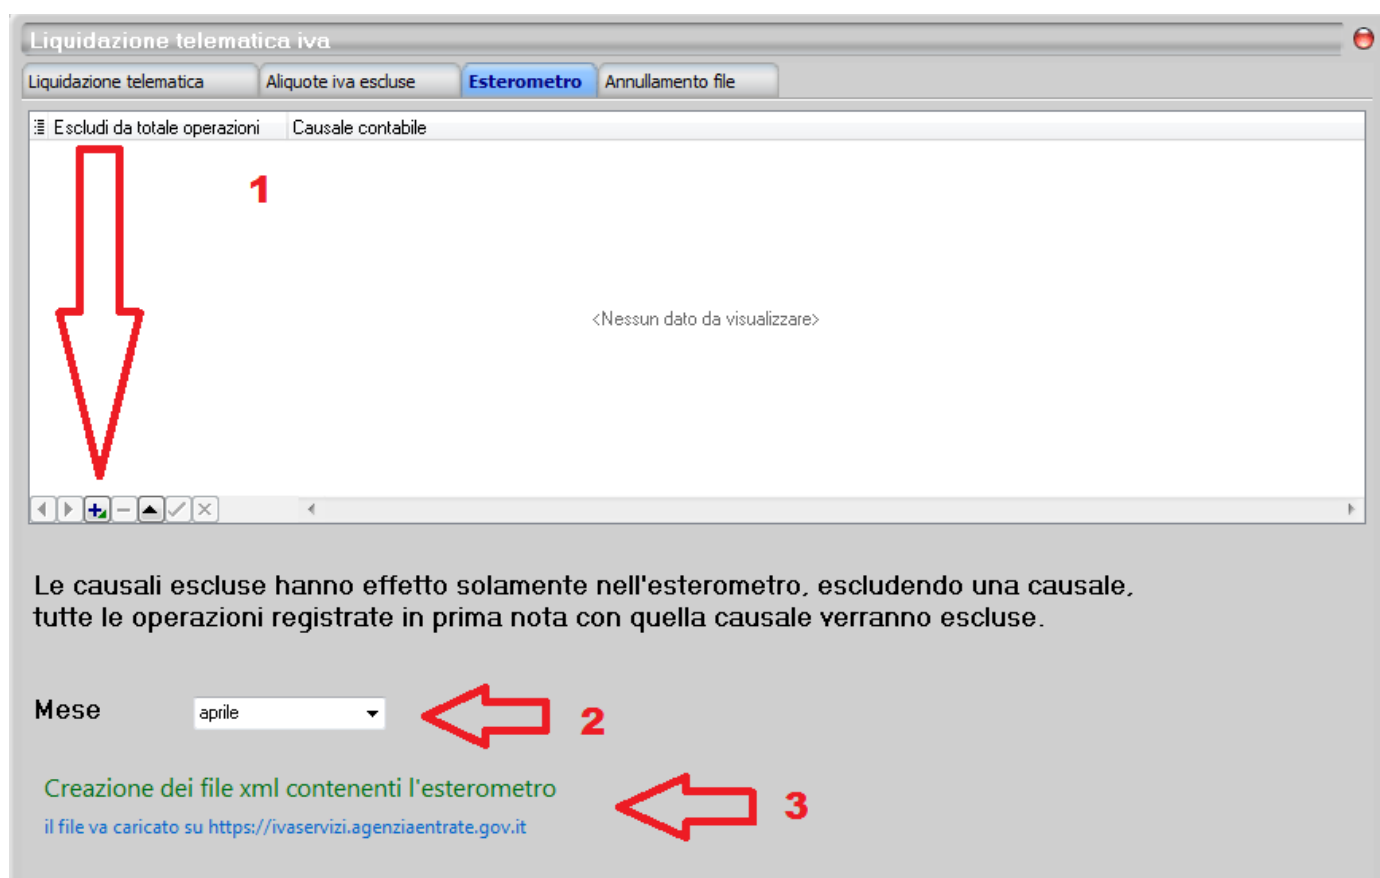 Liquidazione telematica iva
Liquidazione telematica Aliquote iva escluse Esterometro Annullamento file
Escludi da totale operazioni Causale contabile
1
<Nessun dato da visualizzare>
Le causali escluse hanno effetto solamente nell'esterometro, escludendo una causale,
tutte le operazioni registrate in prima nota con quella causale verranno escluse.
Mese aprile 2
Creazione dei file xml contenenti l'esterometro
3
il file va caricato su https://ivaservizi.agenziaentrate.gov.it